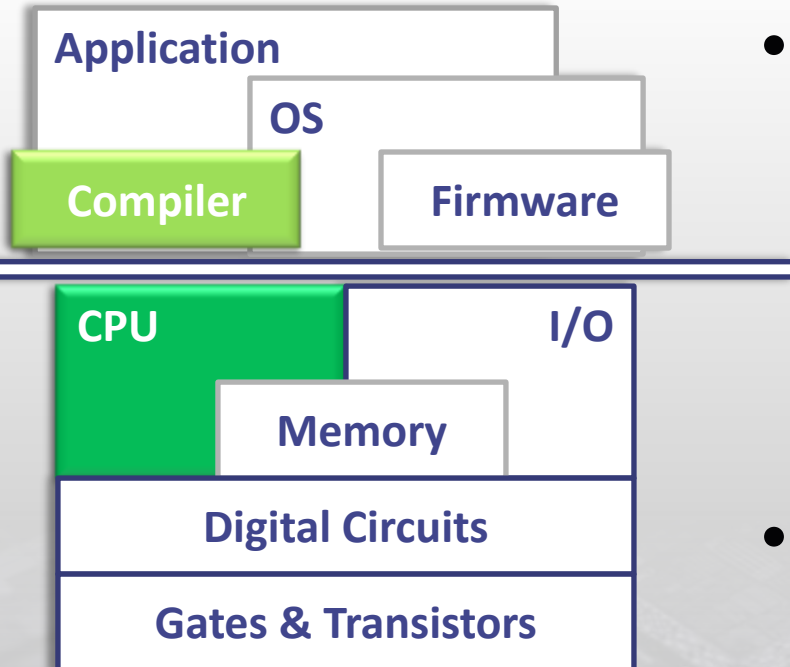 Application
OS
Compiler
Firmware
CPU
I/O
Memory
Digital Circuits
Gates & Transistors